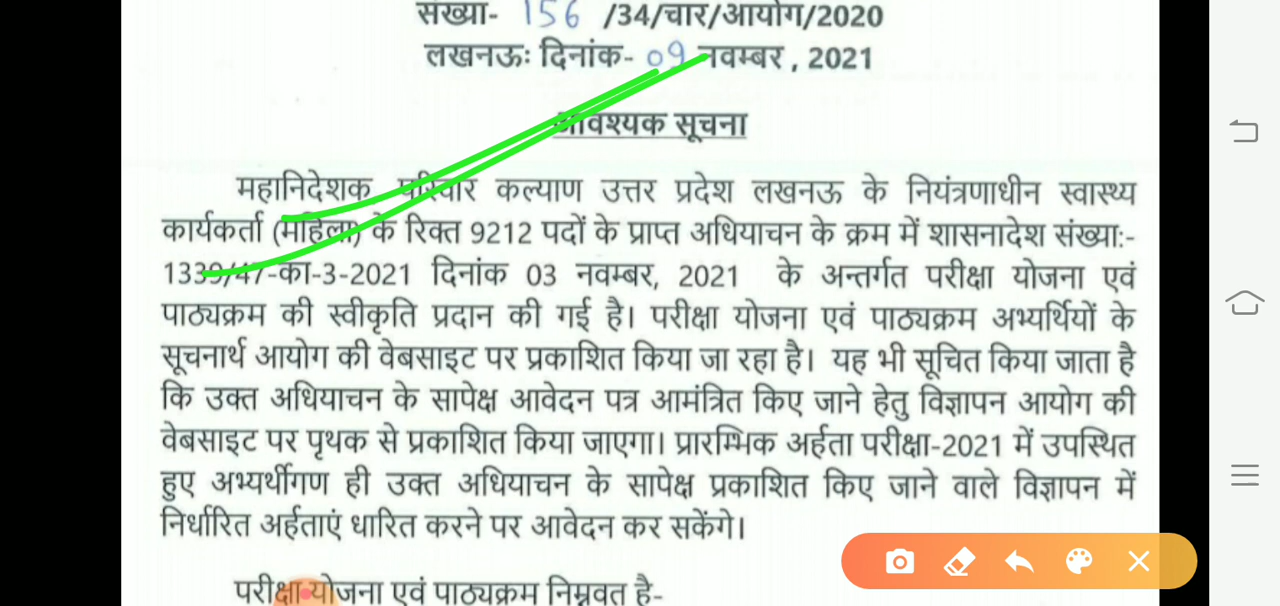 संख्या- 156 /34/चार/आयोग/2020
लखनऊः दिनांक- 09 नवम्बर , 2021
आवश्यक सूचना
महानिदेशक परिवार कल्याण उत्तर प्रदेश लखनऊ के नियंत्रणाधीन स्वास्थ्य
कार्यकर्ता (महिला) के रिक्त 9212 पदों के प्राप्त अधियाचन के क्रम में शासनादेश संख्या:-
1339/47-का-3-2021 दिनांक 03 नवम्बर, 2021 के अन्तर्गत परीक्षा योजना एवं
पाठ्यक्रम की स्वीकृति प्रदान की गई है। परीक्षा योजना एवं पाठ्यक्रम अभ्यर्थियों के
सूचनार्थ आयोग की वेबसाइट पर प्रकाशित किया जा रहा है। यह भी सूचित किया जाता है
कि उक्त अधियाचन के सापेक्ष आवेदन पत्र आमंत्रित किए जाने हेतु विज्ञापन आयोग की
वेबसाइट पर पृथक से प्रकाशित किया जाएगा। प्रारम्भिक अर्हता परीक्षा-2021 में उपस्थित
हुए अभ्यर्थीगण ही उक्त अधियाचन के सापेक्ष प्रकाशित किए जाने वाले विज्ञापन में
निर्धारित अर्हताएं धारित करने पर आवेदन कर सकेंगे।
परीक्षा योजना एवं पाठ्यक्रम निम्नवत है-